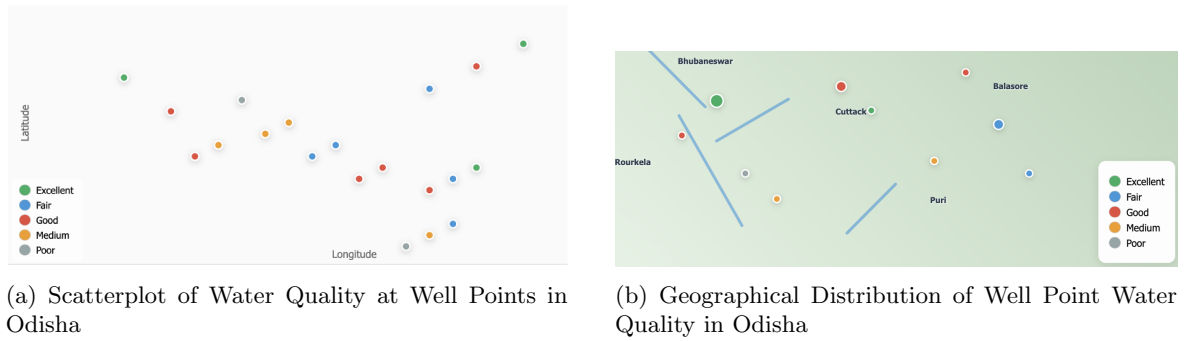 Latitude
Excellent
Fair
Good
Medium
Poor
Longitude
(a) Scatterplot of Water Quality at Well Points in
Odisha
Bhubaneswar
Balasore
Cuttack
Rourkela
Puri
Excellent
Fair
Good
Medium
Poor
(b) Geographical Distribution of Well Point Water
Quality in Odisha